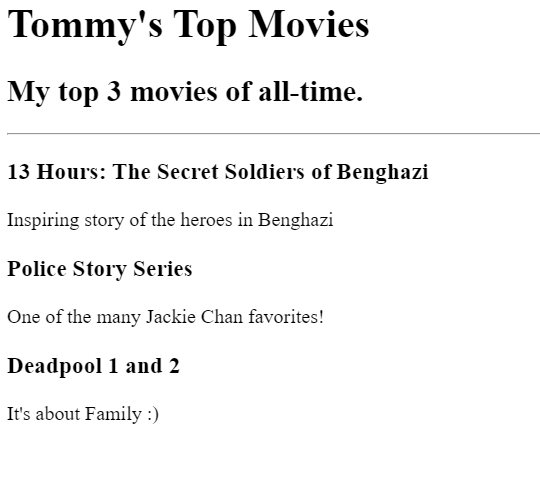 Tommy's Top Movies
My top 3 movies of all-time.
13 Hours: The Secret Soldiers of Benghazi
Inspiring story of the heroes in Benghazi
Police Story Series
One of the many Jackie Chan favorites!
Deadpool 1 and 2
It's about Family :)